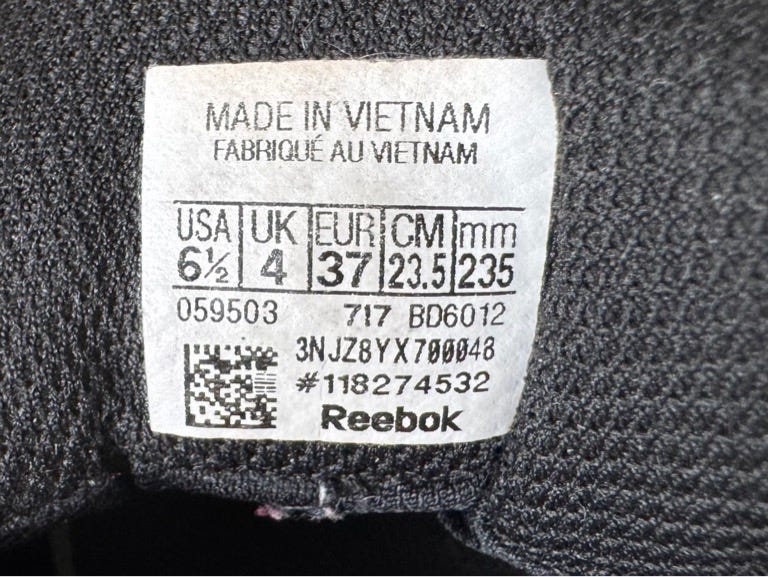 MADE IN VIETNAM
FABRIQUÉ AU VIETNAM
USA UK EUR CM mm
6½ 4 37 23.5 235
059503 717 BD6012
3NJZ8YX700048
#118274532
Reebok